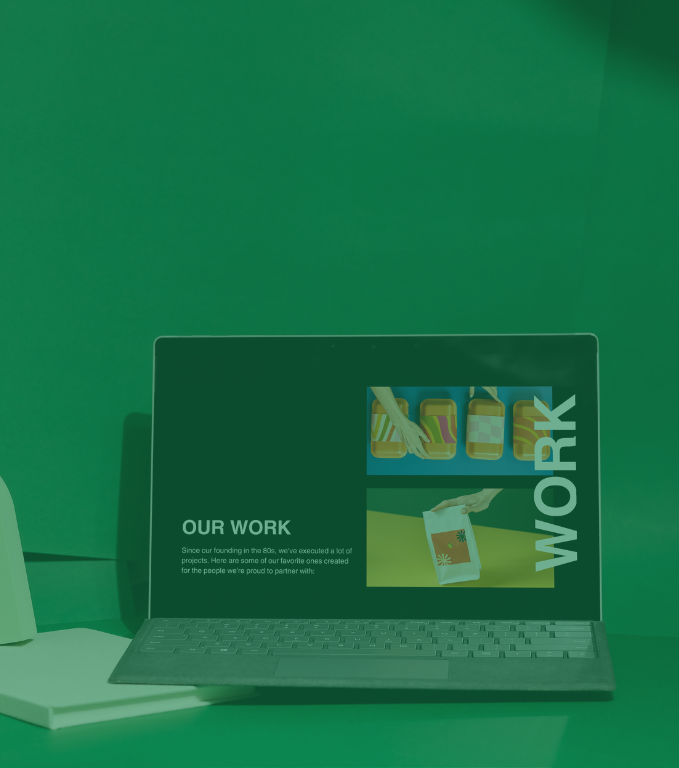 OUR WORK
Since our founding in the 80s, we've executed a lot of
projects. Here are some of our favorite ones created
for the people we're proud to partner with:
WORK